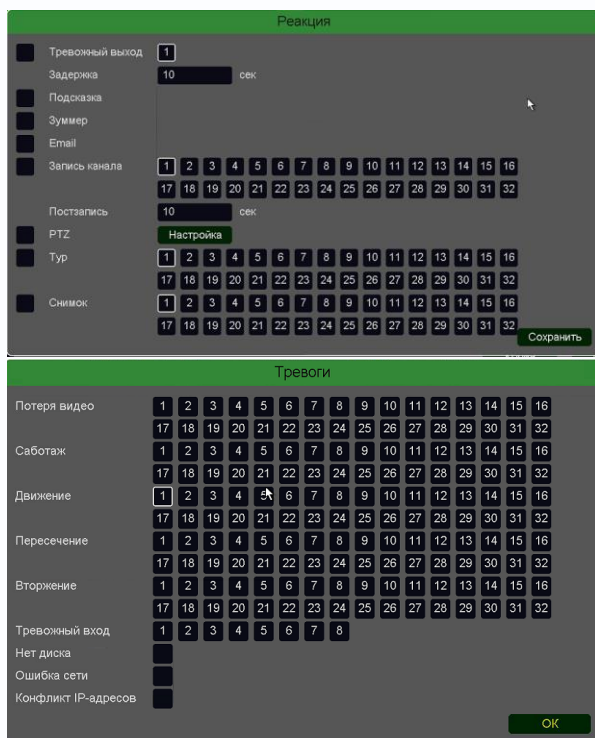 Реакция
Тревожный выход 1
Задержка 10 сек
Подсказка
Зуммер
Email
Запись канала 1 2 3 4 5 6 7 8 9 10 11 12 13 14 15 16
17 18 19 20 21 22 23 24 25 26 27 28 29 30 31 32
Постзапись 10 сек
PTZ Настройка
Тур 1 2 3 4 5 6 7 8 9 10 11 12 13 14 15 16
17 18 19 20 21 22 23 24 25 26 27 28 29 30 31 32
Снимок 1 2 3 4 5 6 7 8 9 10 11 12 13 14 15 16
17 18 19 20 21 22 23 24 25 26 27 28 29 30 31 32
Сохранить
Тревоги
Потеря видео 1 2 3 4 5 6 7 8 9 10 11 12 13 14 15 16
17 18 19 20 21 22 23 24 25 26 27 28 29 30 31 32
Саботаж 1 2 3 4 5 6 7 8 9 10 11 12 13 14 15 16
17 18 19 20 21 22 23 24 25 26 27 28 29 30 31 32
Движение 1 2 3 4 5 6 7 8 9 10 11 12 13 14 15 16
17 18 19 20 21 22 23 24 25 26 27 28 29 30 31 32
Пересечение 1 2 3 4 5 6 7 8 9 10 11 12 13 14 15 16
17 18 19 20 21 22 23 24 25 26 27 28 29 30 31 32
Вторжение 1 2 3 4 5 6 7 8 9 10 11 12 13 14 15 16
17 18 19 20 21 22 23 24 25 26 27 28 29 30 31 32
Тревожный вход 1 2 3 4 5 6 7 8
Нет диска
Ошибка сети
Конфликт IP-адресов
OK